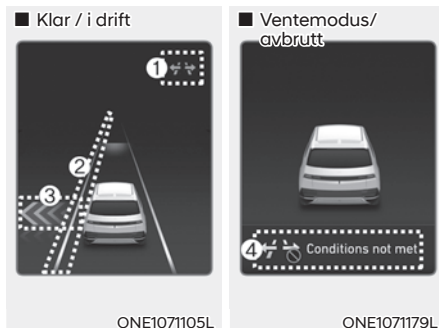 ■ Klar / i drift
1
2
3
ONE1071105L
■ Ventemodus/
avbrutt
4
Conditions not met
ONE1071179L